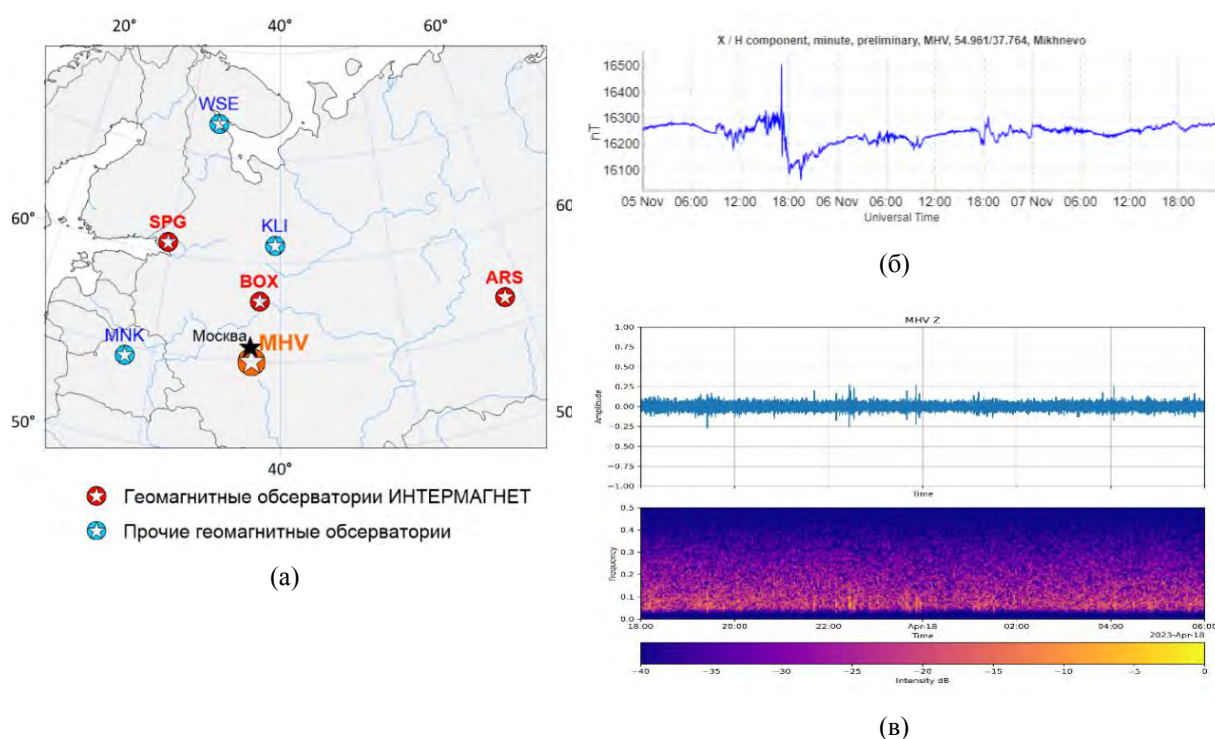 20°
40°
60°
WSE
60°
60
SPG
KLI
BOX
ARS
MNK
Москва
MHV
50°
50
40°
Геомагнитные обсерватории ИНТЕРМАГНЕТ
Прочие геомагнитные обсерватории
(а)
X / H component, minute, preliminary, MHV, 54.961/37.764, Mikhnevo
16500
16400
16300
16200
16100
nT
05 Nov 06:00 12:00 18:00 06 Nov 06:00 12:00 18:00 07 Nov 06:00 12:00 18:00
Universal Time
(б)
MHV Z
1.00
0.75
0.50
0.25
0.00
−0.25
−0.50
−0.75
−1.00
Amplitude
Time
0.5
0.4
0.3
0.2
0.1
0.0
Frequency
18:00 20:00 22:00 Apr-18 02:00 04:00 06:00
Time
2023-Apr-18
−40 −35 −30 −25 −20 −15 −10 −5 0
Intensity dB
(в)